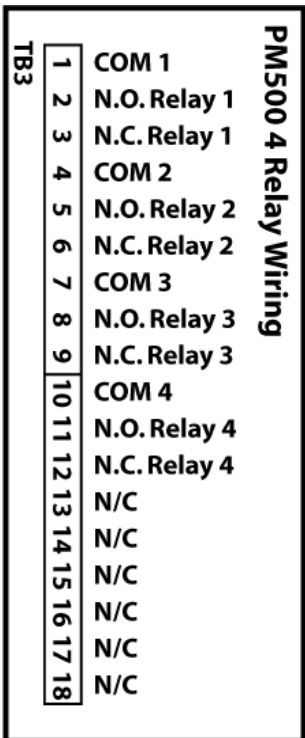 PM500 4 Relay Wiring
TB3
1 COM 1
2 N.O. Relay 1
3 N.C. Relay 1
4 COM 2
5 N.O. Relay 2
6 N.C. Relay 2
7 COM 3
8 N.O. Relay 3
9 N.C. Relay 3
10 COM 4
11 N.O. Relay 4
12 N.C. Relay 4
13 N/C
14 N/C
15 N/C
16 N/C
17 N/C
18 N/C